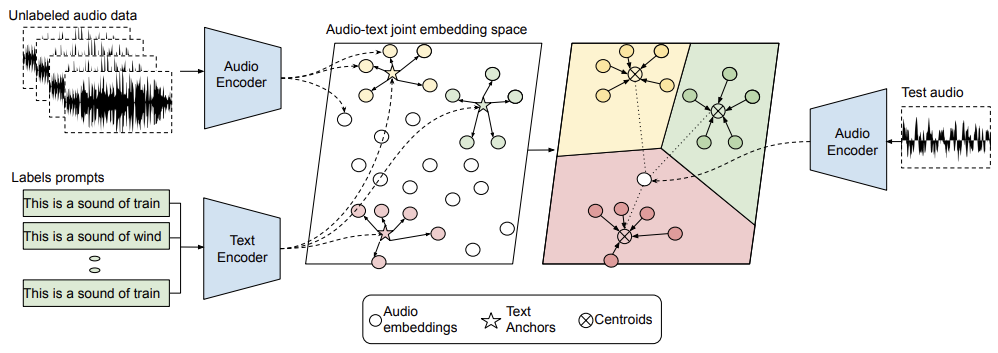 Unlabeled audio data
Audio
Encoder
Audio-text joint embedding space
Test audio
Audio
Encoder
Labels prompts
This is a sound of train
This is a sound of wind
This is a sound of train
Text
Encoder
Audio
embeddings
Text
Anchors
Centroids